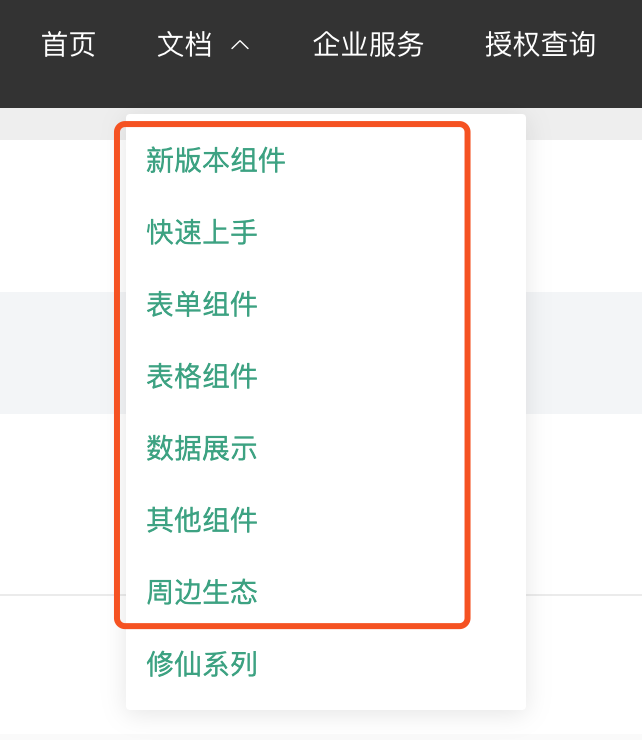 首页 文档 企业服务 授权查询
新版本组件
快速上手
表单组件
表格组件
数据展示
其他组件
周边生态
修仙系列